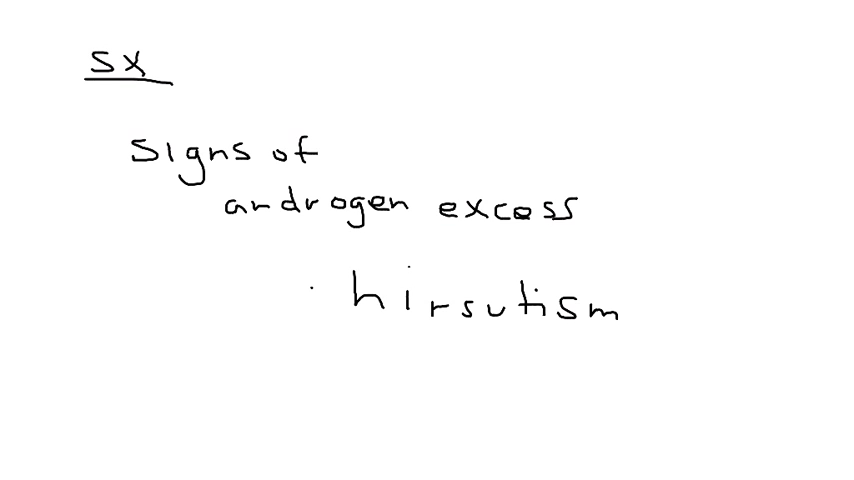 sx
Signs of
androgen excess
· hirsutism